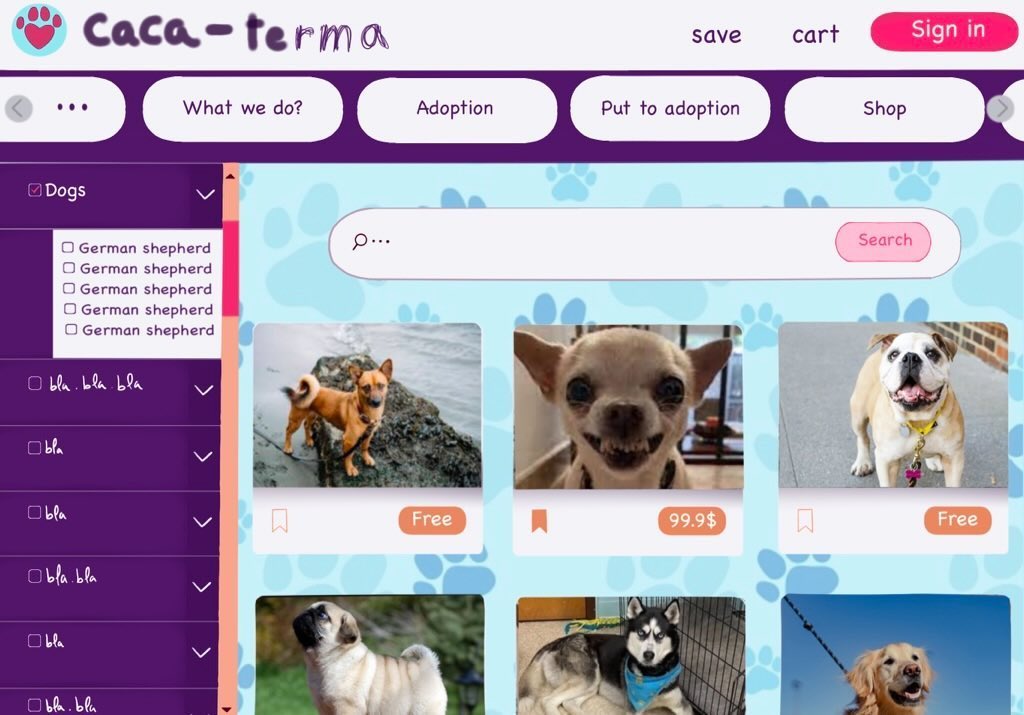 caca-terma
save cart Sign in
••• What we do? Adoption Put to adoption Shop
Dogs
••• Search
German shepherd
German shepherd
German shepherd
German shepherd
German shepherd
bla.bla.bla
bla
bla
bla.bla
bla
bla.bla
Free
99.9$
Free